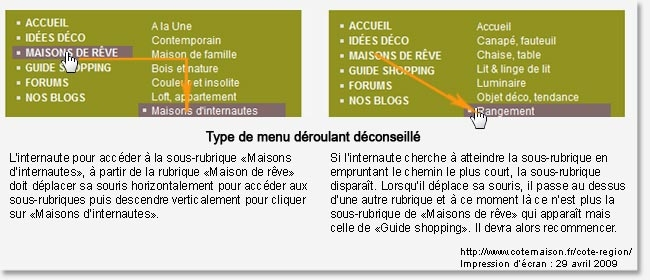 ACCUEIL
IDÉES DÉCO
MAISONS DE RÊVE
GUIDE SHOPPING
FORUMS
NOS BLOGS
A la Une
Contemporain
Maison de famille
Bois et nature
Couleur et insolite
Loft, appartement
Maisons d'internautes
ACCUEIL
IDÉES DÉCO
MAISONS DE RÊVE
GUIDE SHOPPING
FORUMS
NOS BLOGS
Accueil
Canapé, fauteuil
Chaise, table
Lit & linge de lit
Luminaire
Objet déco, tendance
Rangement
Type de menu déroulant déconseillé
L'internaute pour accéder à la sous-rubrique «Maisons
d'internautes», à partir de la rubrique «Maison de rêve»
doit déplacer sa souris horizontalement pour accéder aux
sous-rubriques puis descendre verticalement pour cliquer
sur «Maisons d'internautes».
Si l'internaute cherche à atteindre la sous-rubrique en
empruntant le chemin le plus court, la sous-rubrique
disparaît. Lorsqu'il déplace sa souris, il passe au dessus
d'une autre rubrique et à ce moment là ce n'est plus la
sous-rubrique de «Maisons de rêve» qui apparaît mais
celle de «Guide shopping». Il devra alors recommencer.
http://www.cotemaison.fr/cote-region/
Impression d'écran : 29 avril 2009